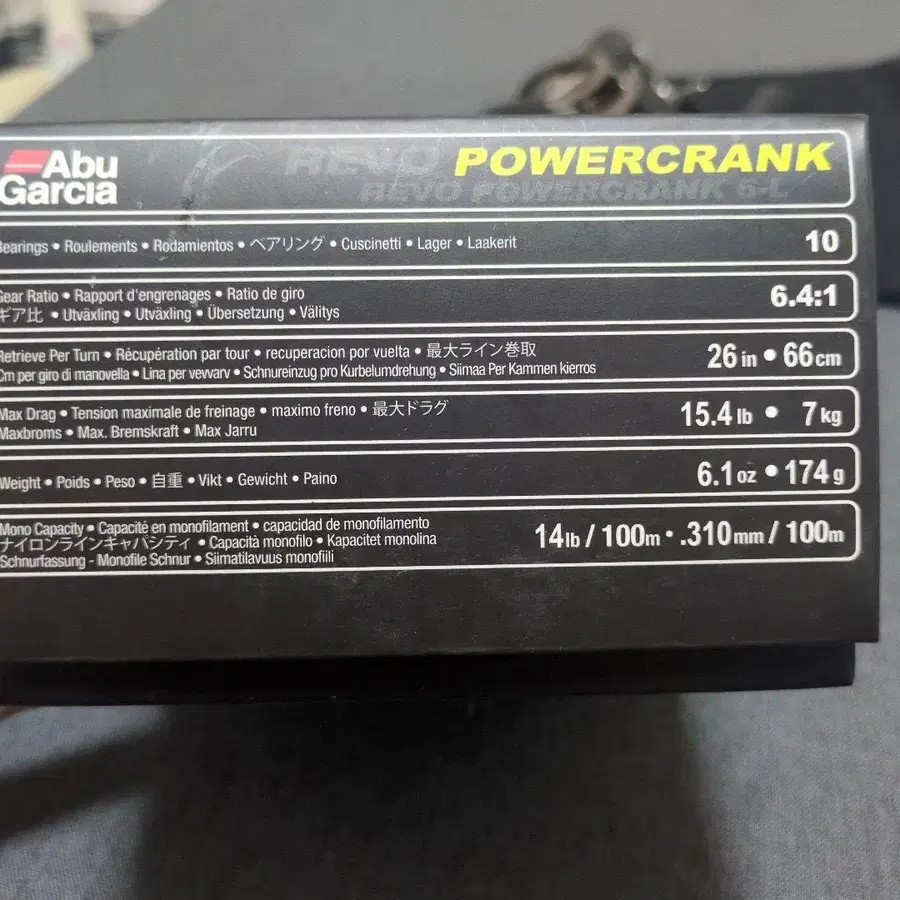 Abu
Garcia
REVO POWERCRANK
REVO POWERCRANK 6-L
Bearings • Roulements • Rodamientos • ベアリング • Cuscinetti • Lager • Laakerit
10
Gear Ratio • Rapport d'engrenages • Ratio de giro
ギア比 • Utväxling • Utväxling • Übersetzung • Välitys
6.4:1
Retrieve Per Turn • Récupération par tour • recuperacion por vuelta • 最大ライン巻取
Cm per giro di manovella • Lina per vevvarv • Schnureinzug pro Kurbelumdrehung • Siimaa Per Kammen kierros
26 in • 66 cm
Max Drag • Tension maximale de freinage • maximo freno • 最大ドラグ
Maxbroms • Max. Bremskraft • Max Jarru
15.4 lb • 7 kg
Weight • Poids • Peso • 自重 • Vikt • Gewicht • Paino
6.1 oz • 174 g
Mono Capacity • Capacité en monofilament • capacidad de monofilamento
ナイロンラインキャパシティ • Capacità monofilo • Kapacitet monolina
Schnurfassung - Monofile Schnur • Siimatilavuus monofiili
14lb / 100m • .310mm / 100m